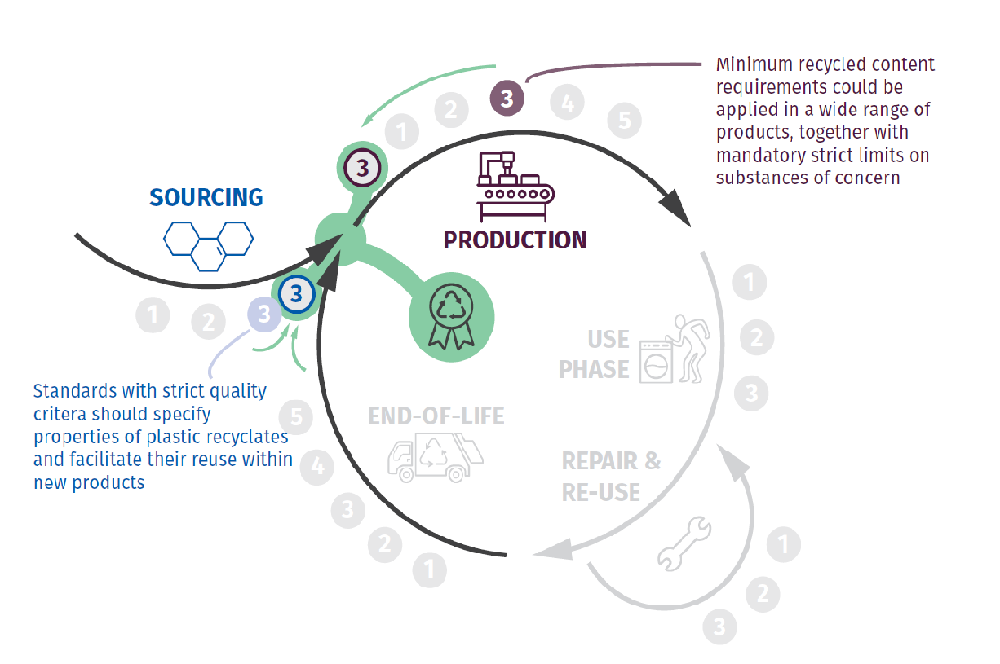 Minimum recycled content
requirements could be
applied in a wide range of
products, together with
mandatory strict limits on
substances of concern
1
2
3
4
5
3
SOURCING
PRODUCTION
1
2
3
3
Standards with strict quality
critera should specify
properties of plastic recyclates
and facilitate their reuse within
new products
USE
PHASE
1
2
3
END-OF-LIFE
5
4
3
2
1
REPAIR &
RE-USE
1
2
3